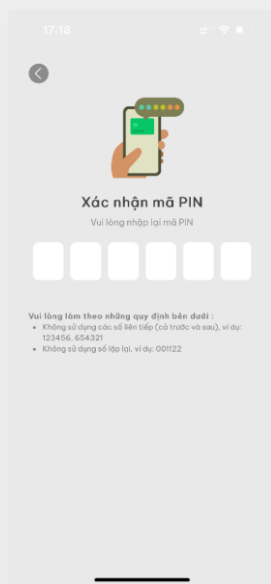 17:18
Xác nhận mã PIN
Vui lòng nhập lại mã PIN
Vui lòng làm theo những quy định bên dưới :
• Không sử dụng các số liên tiếp (cả trước và sau), ví dụ:
123456, 654321
• Không sử dụng số lặp lại, ví dụ: 001122